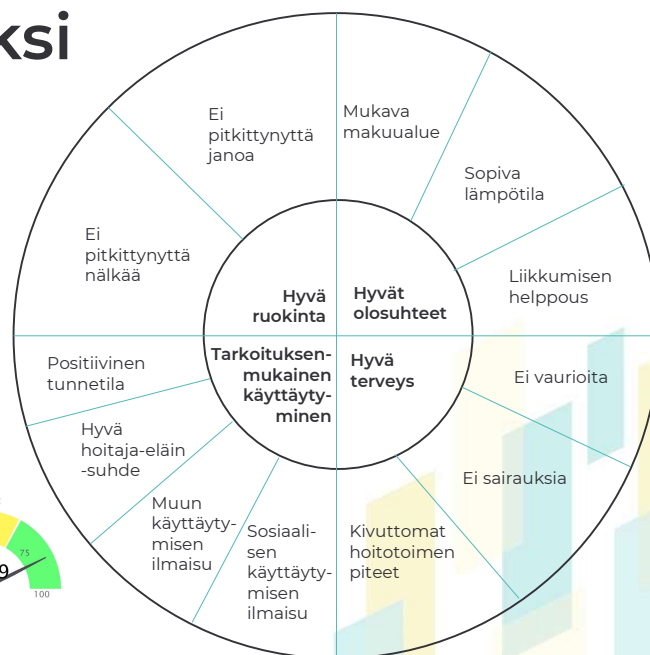 ksi
Ei
pitkittynyttä
janoa
Mukava
makuualue
Sopiva
lämpötila
Ei
pitkittynyttä
nälkää
Liikkumisen
helppous
Hyvä
ruokinta
Hyvät
olosuhteet
Tarkoituksen-
mukainen
käyttäyty-
minen
Hyvä
terveys
Positiivinen
tunnetila
Ei vaurioita
Hyvä
hoitaja-eläin
-suhde
Ei sairauksia
Muun
käyttäyty-
misen
ilmaisu
Sosiaali-
sen
käyttäyty-
misen
ilmaisu
Kivuttomat
hoitotoimen
piteet
75
9
100